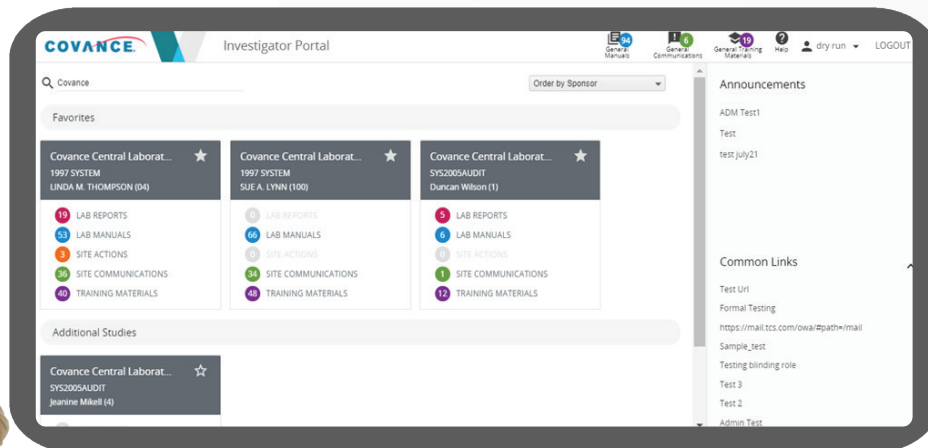 COVANCE.
Investigator Portal
94
General
Manuals
6
General
Communications
19
General Training
Materials
?
Help
dry run
LOGOUT
Covance
Order by Sponsor
Favorites
Covance Central Laborat...
1997 SYSTEM
LINDA M. THOMPSON (04)
19 LAB REPORTS
53 LAB MANUALS
3 SITE ACTIONS
36 SITE COMMUNICATIONS
40 TRAINING MATERIALS
Covance Central Laborat...
1997 SYSTEM
SUE A. LYNN (100)
0 LAB REPORTS
66 LAB MANUALS
0 SITE ACTIONS
34 SITE COMMUNICATIONS
48 TRAINING MATERIALS
Covance Central Laborat...
SYS2005AUDIT
Duncan Wilson (1)
5 LAB REPORTS
6 LAB MANUALS
0 SITE ACTIONS
1 SITE COMMUNICATIONS
12 TRAINING MATERIALS
Additional Studies
Covance Central Laborat...
SYS2005AUDIT
Jeanine Mikell (4)
Announcements
ADM Test1
Test
test july21
Common Links
Test Url
Formal Testing
https://mail.tcs.com/owa/#path=/mail
Sample_test
Testing blinding role
Test 3
Test 2
Admin Test